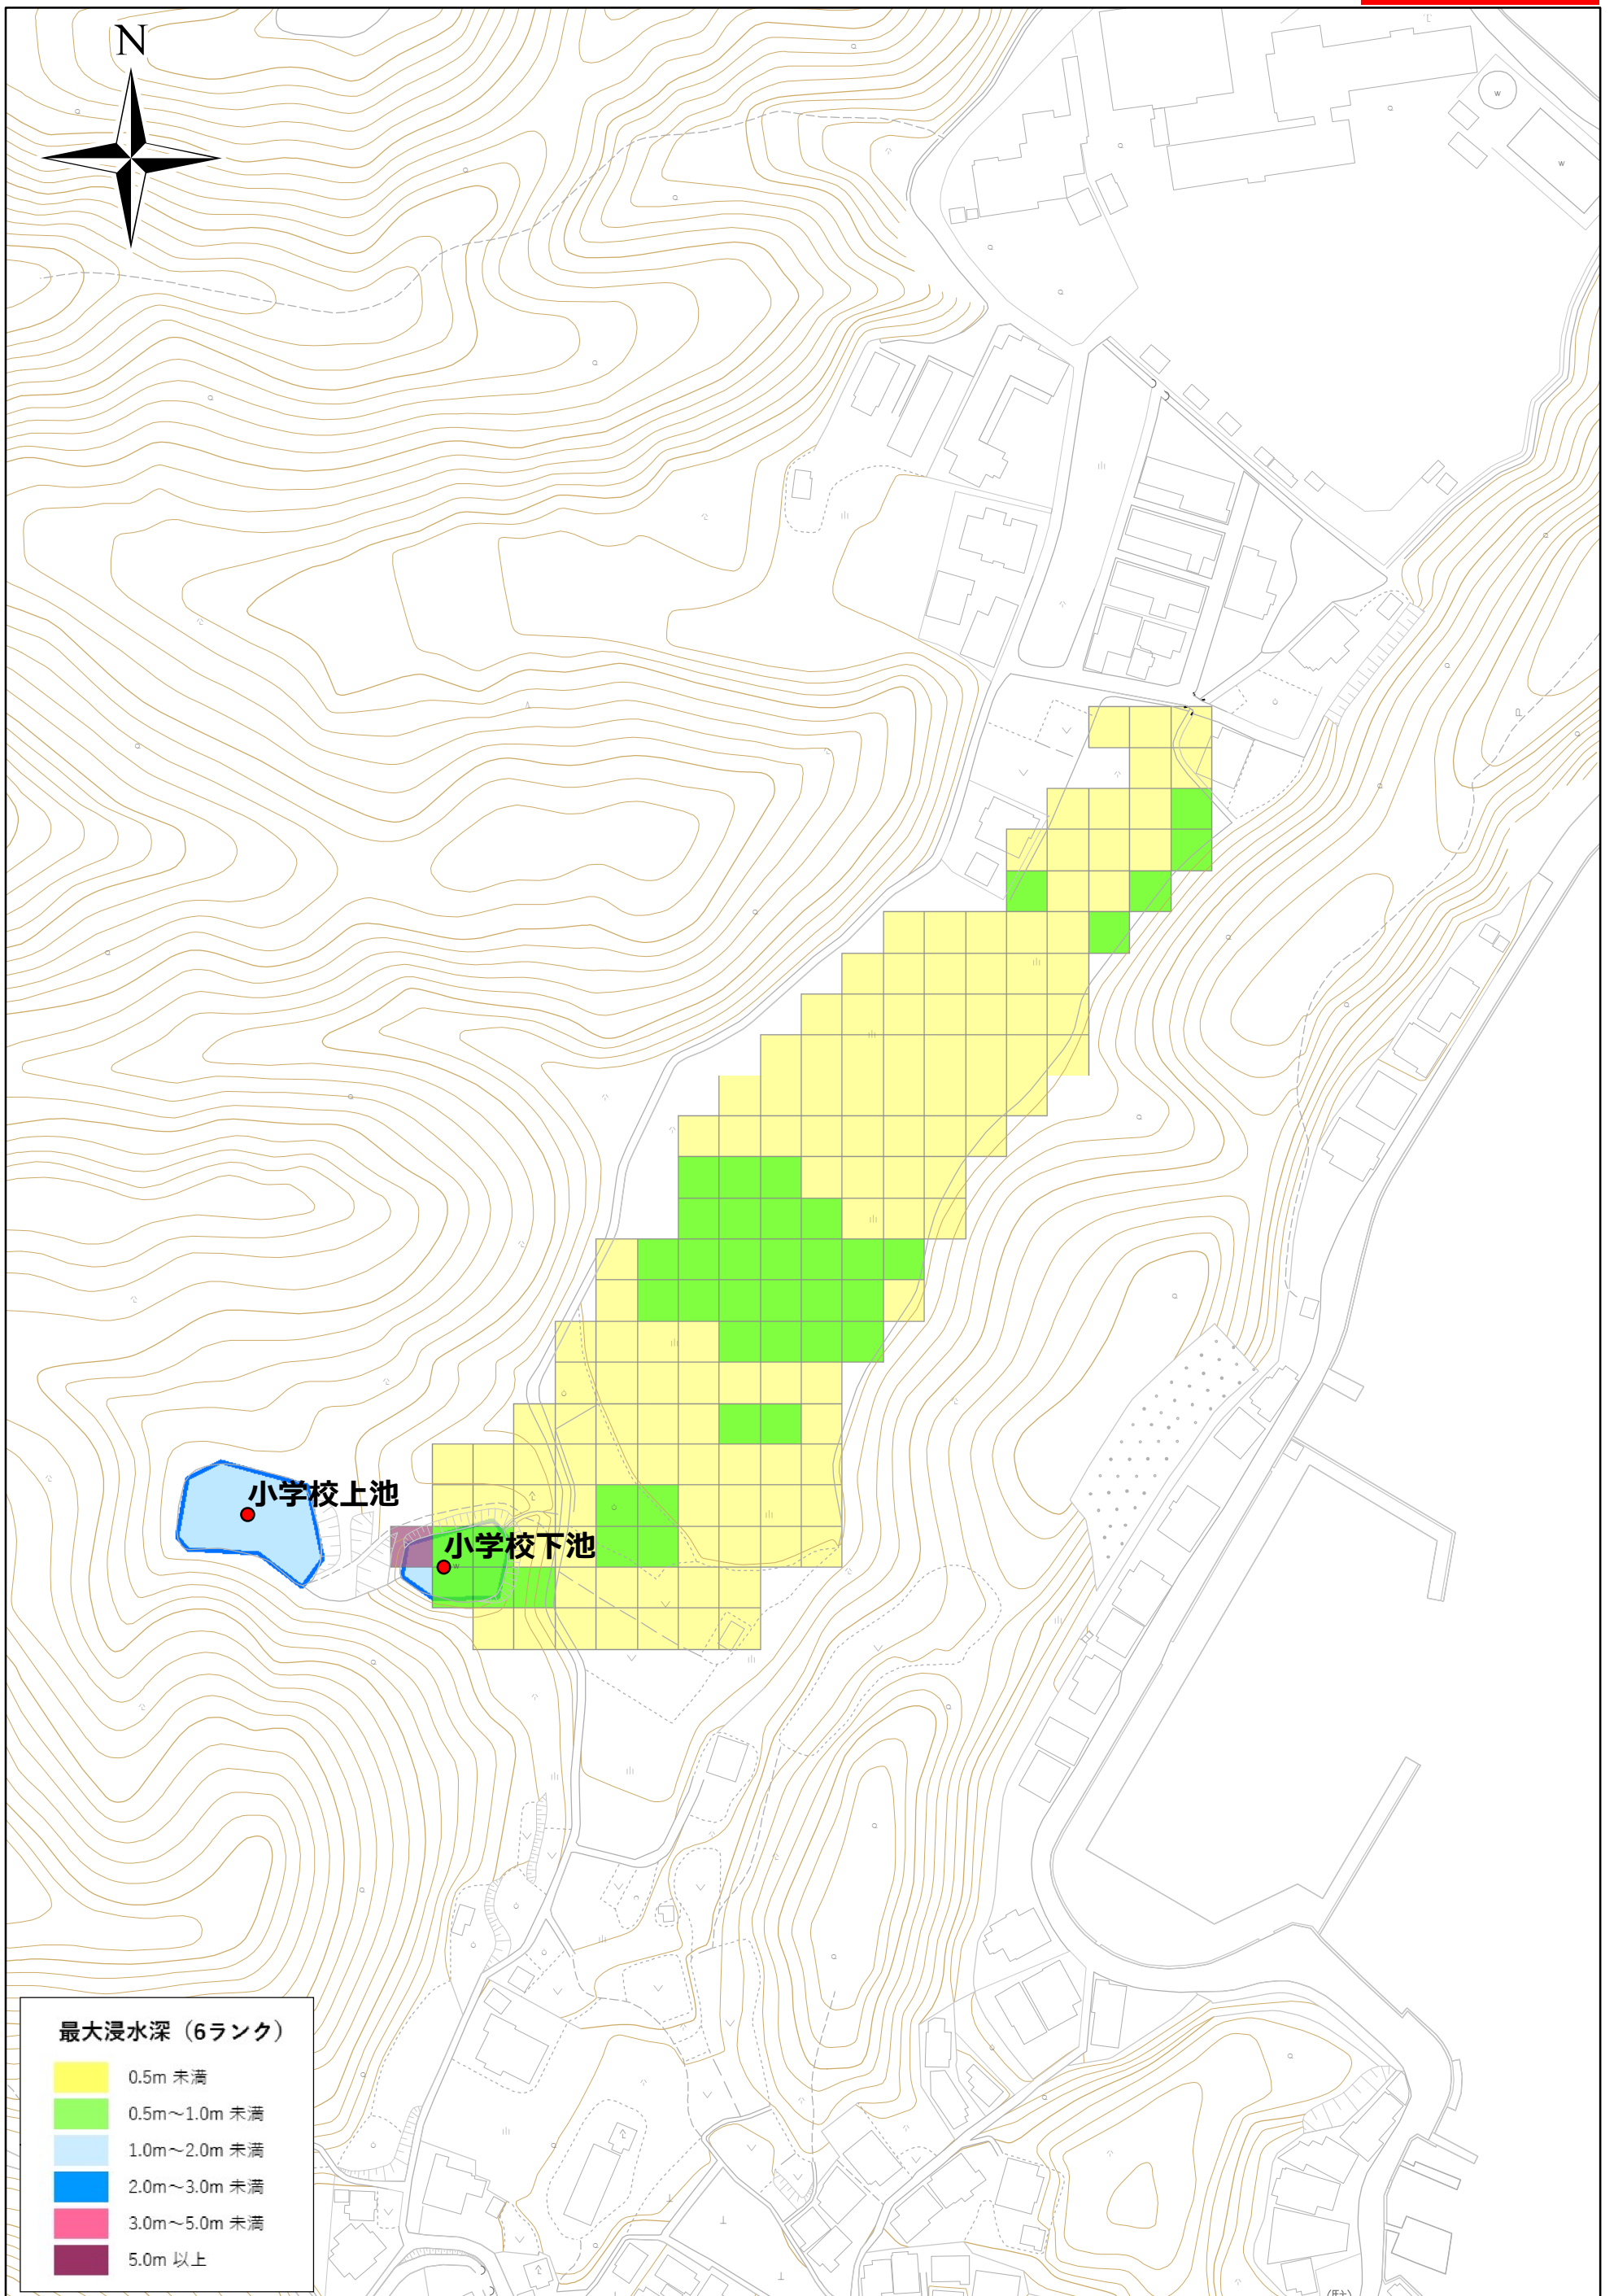 N
小学校上池
小学校下池
最大浸水深（6ランク）
0.5m 未満
0.5m～1.0m 未満
1.0m～2.0m 未満
2.0m～3.0m 未満
3.0m～5.0m 未満
5.0m 以上